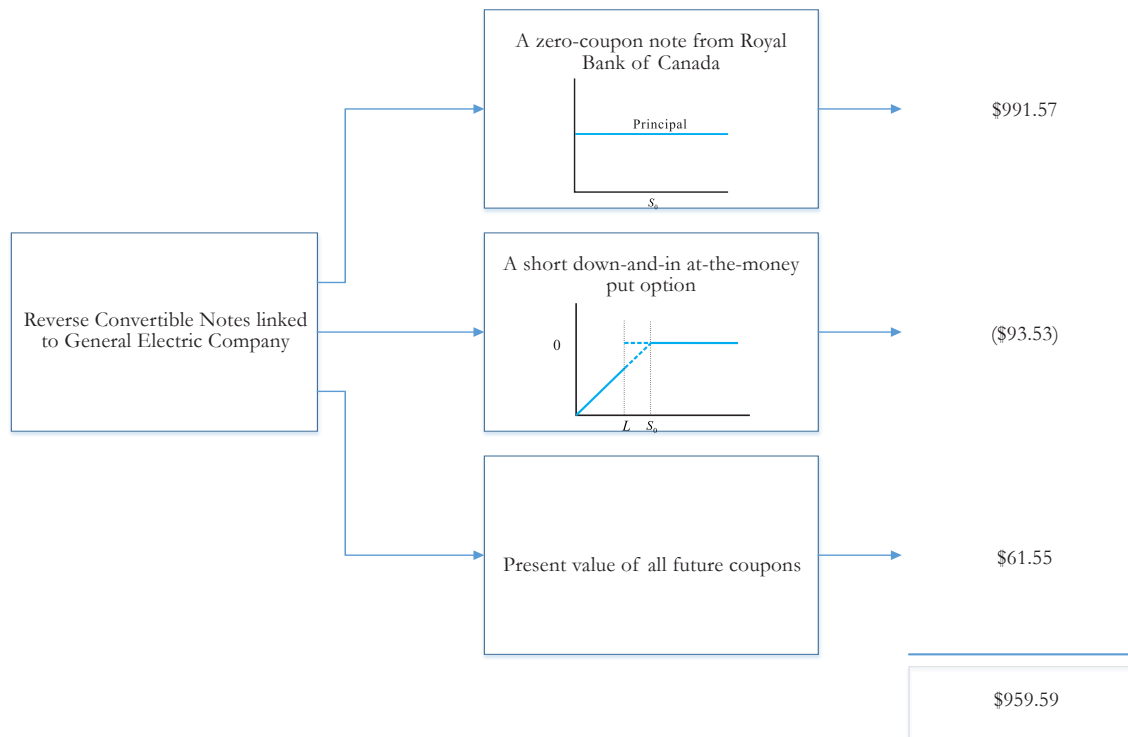 A zero-coupon note from Royal
Bank of Canada
Principal
S₀
$991.57
Reverse Convertible Notes linked
to General Electric Company
A short down-and-in at-the-money
put option
0
L S₀
($93.53)
Present value of all future coupons
$61.55
$959.59